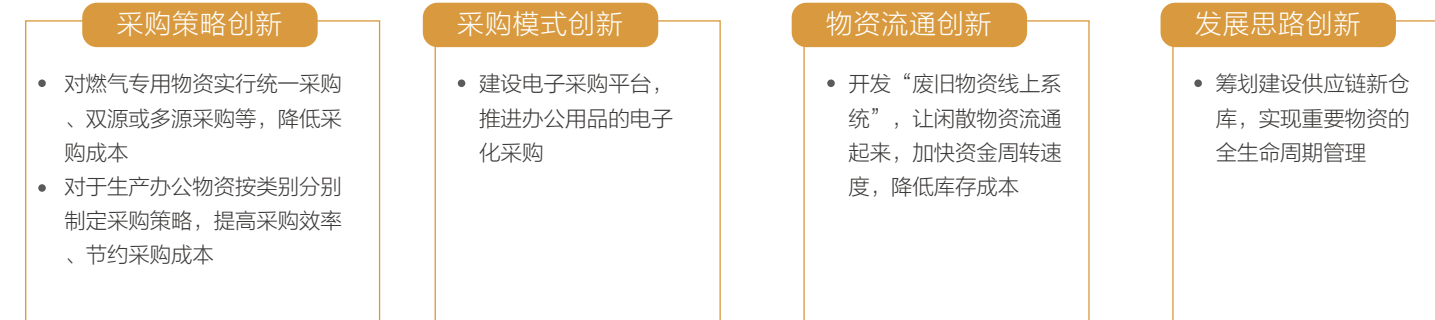 采购策略创新
对燃气专用物资实行统一采购
、双源或多源采购等，降低采
购成本
对于生产办公物资按类别分别
制定采购策略，提高采购效率
、节约采购成本
采购模式创新
建设电子采购平台，
推进办公用品的电子
化采购
物资流通创新
开发“废旧物资线上系
统”，让闲散物资流通
起来，加快资金周转速
度，降低库存成本
发展思路创新
筹划建设供应链新仓
库，实现重要物资的
全生命周期管理